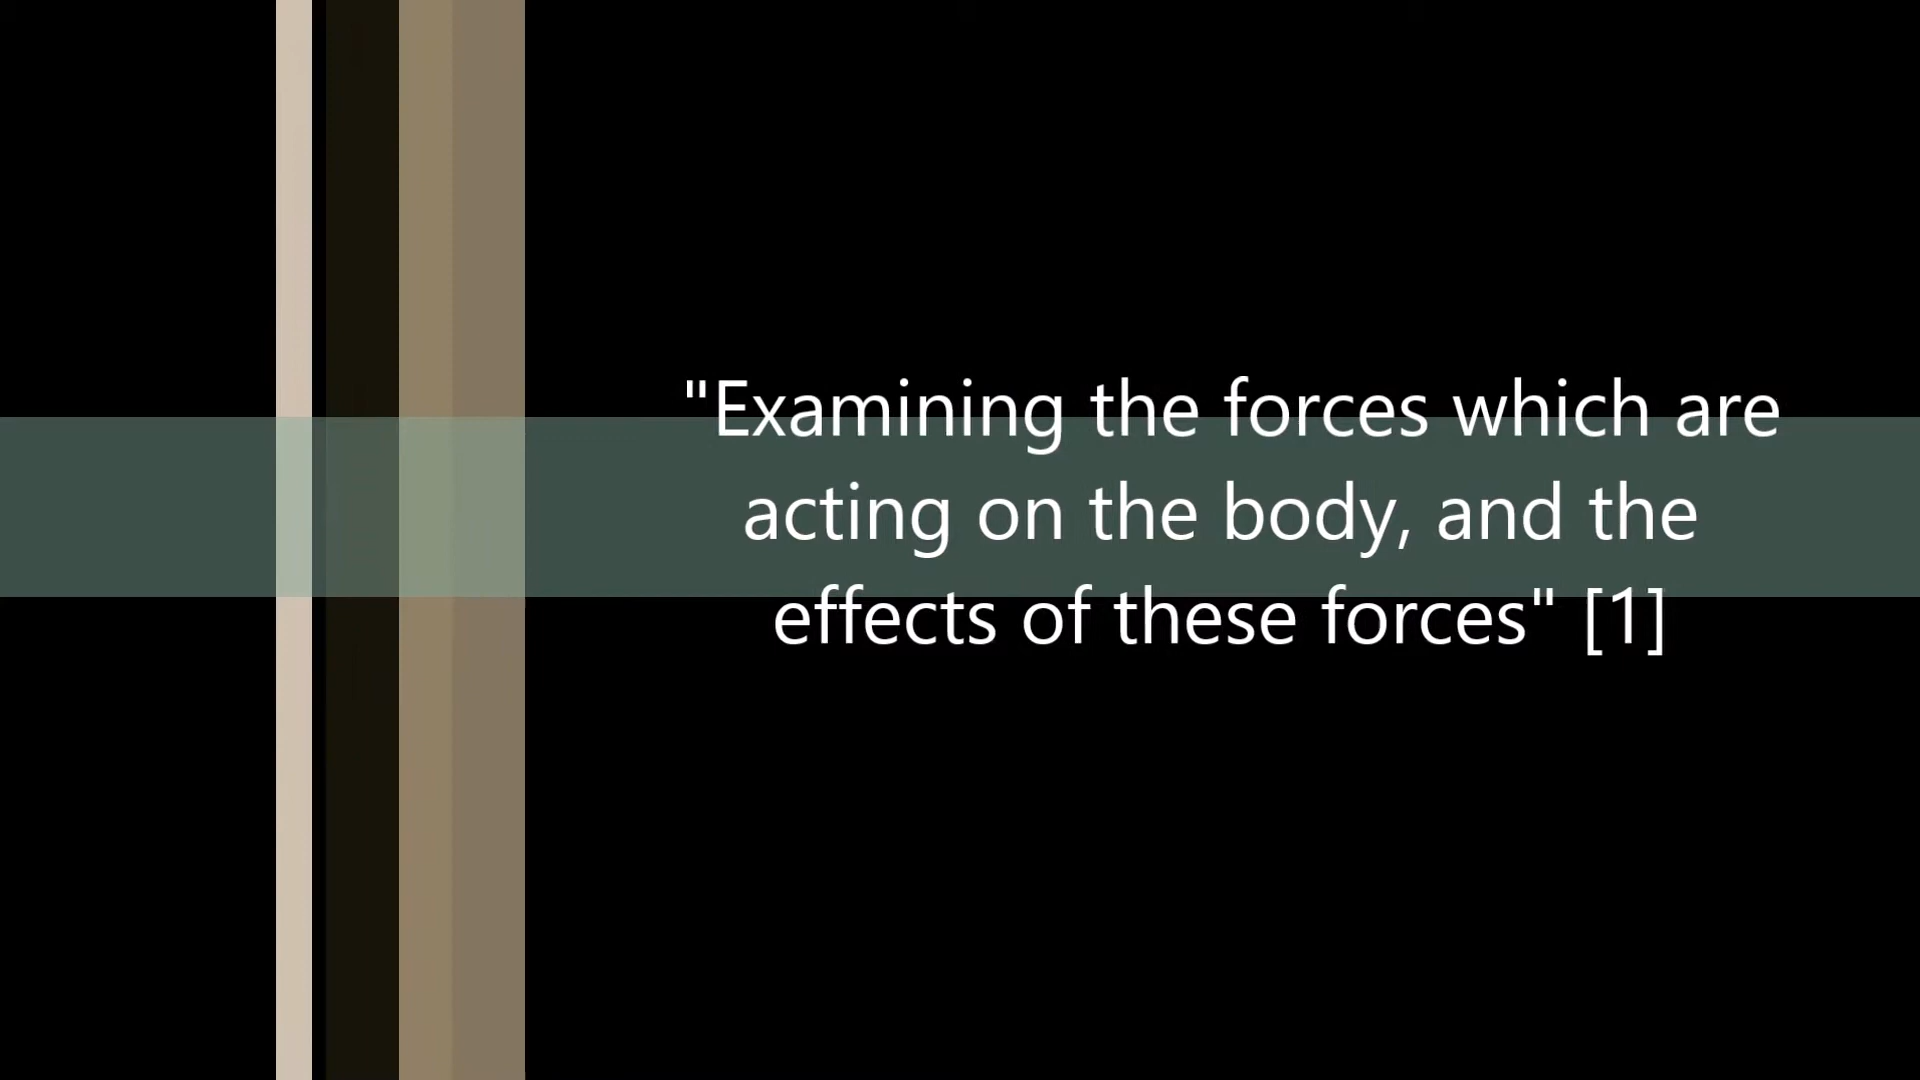 "Examining the forces which are
acting on the body, and the
effects of these forces" [1]